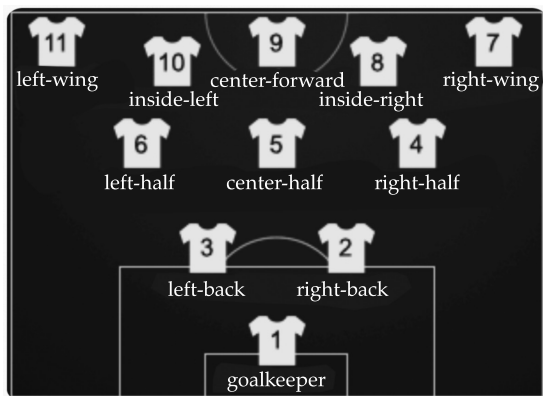 11
9
7
10
8
left-wing
center-forward
right-wing
inside-left
inside-right
6
5
4
left-half
center-half
right-half
3
2
left-back
right-back
1
goalkeeper